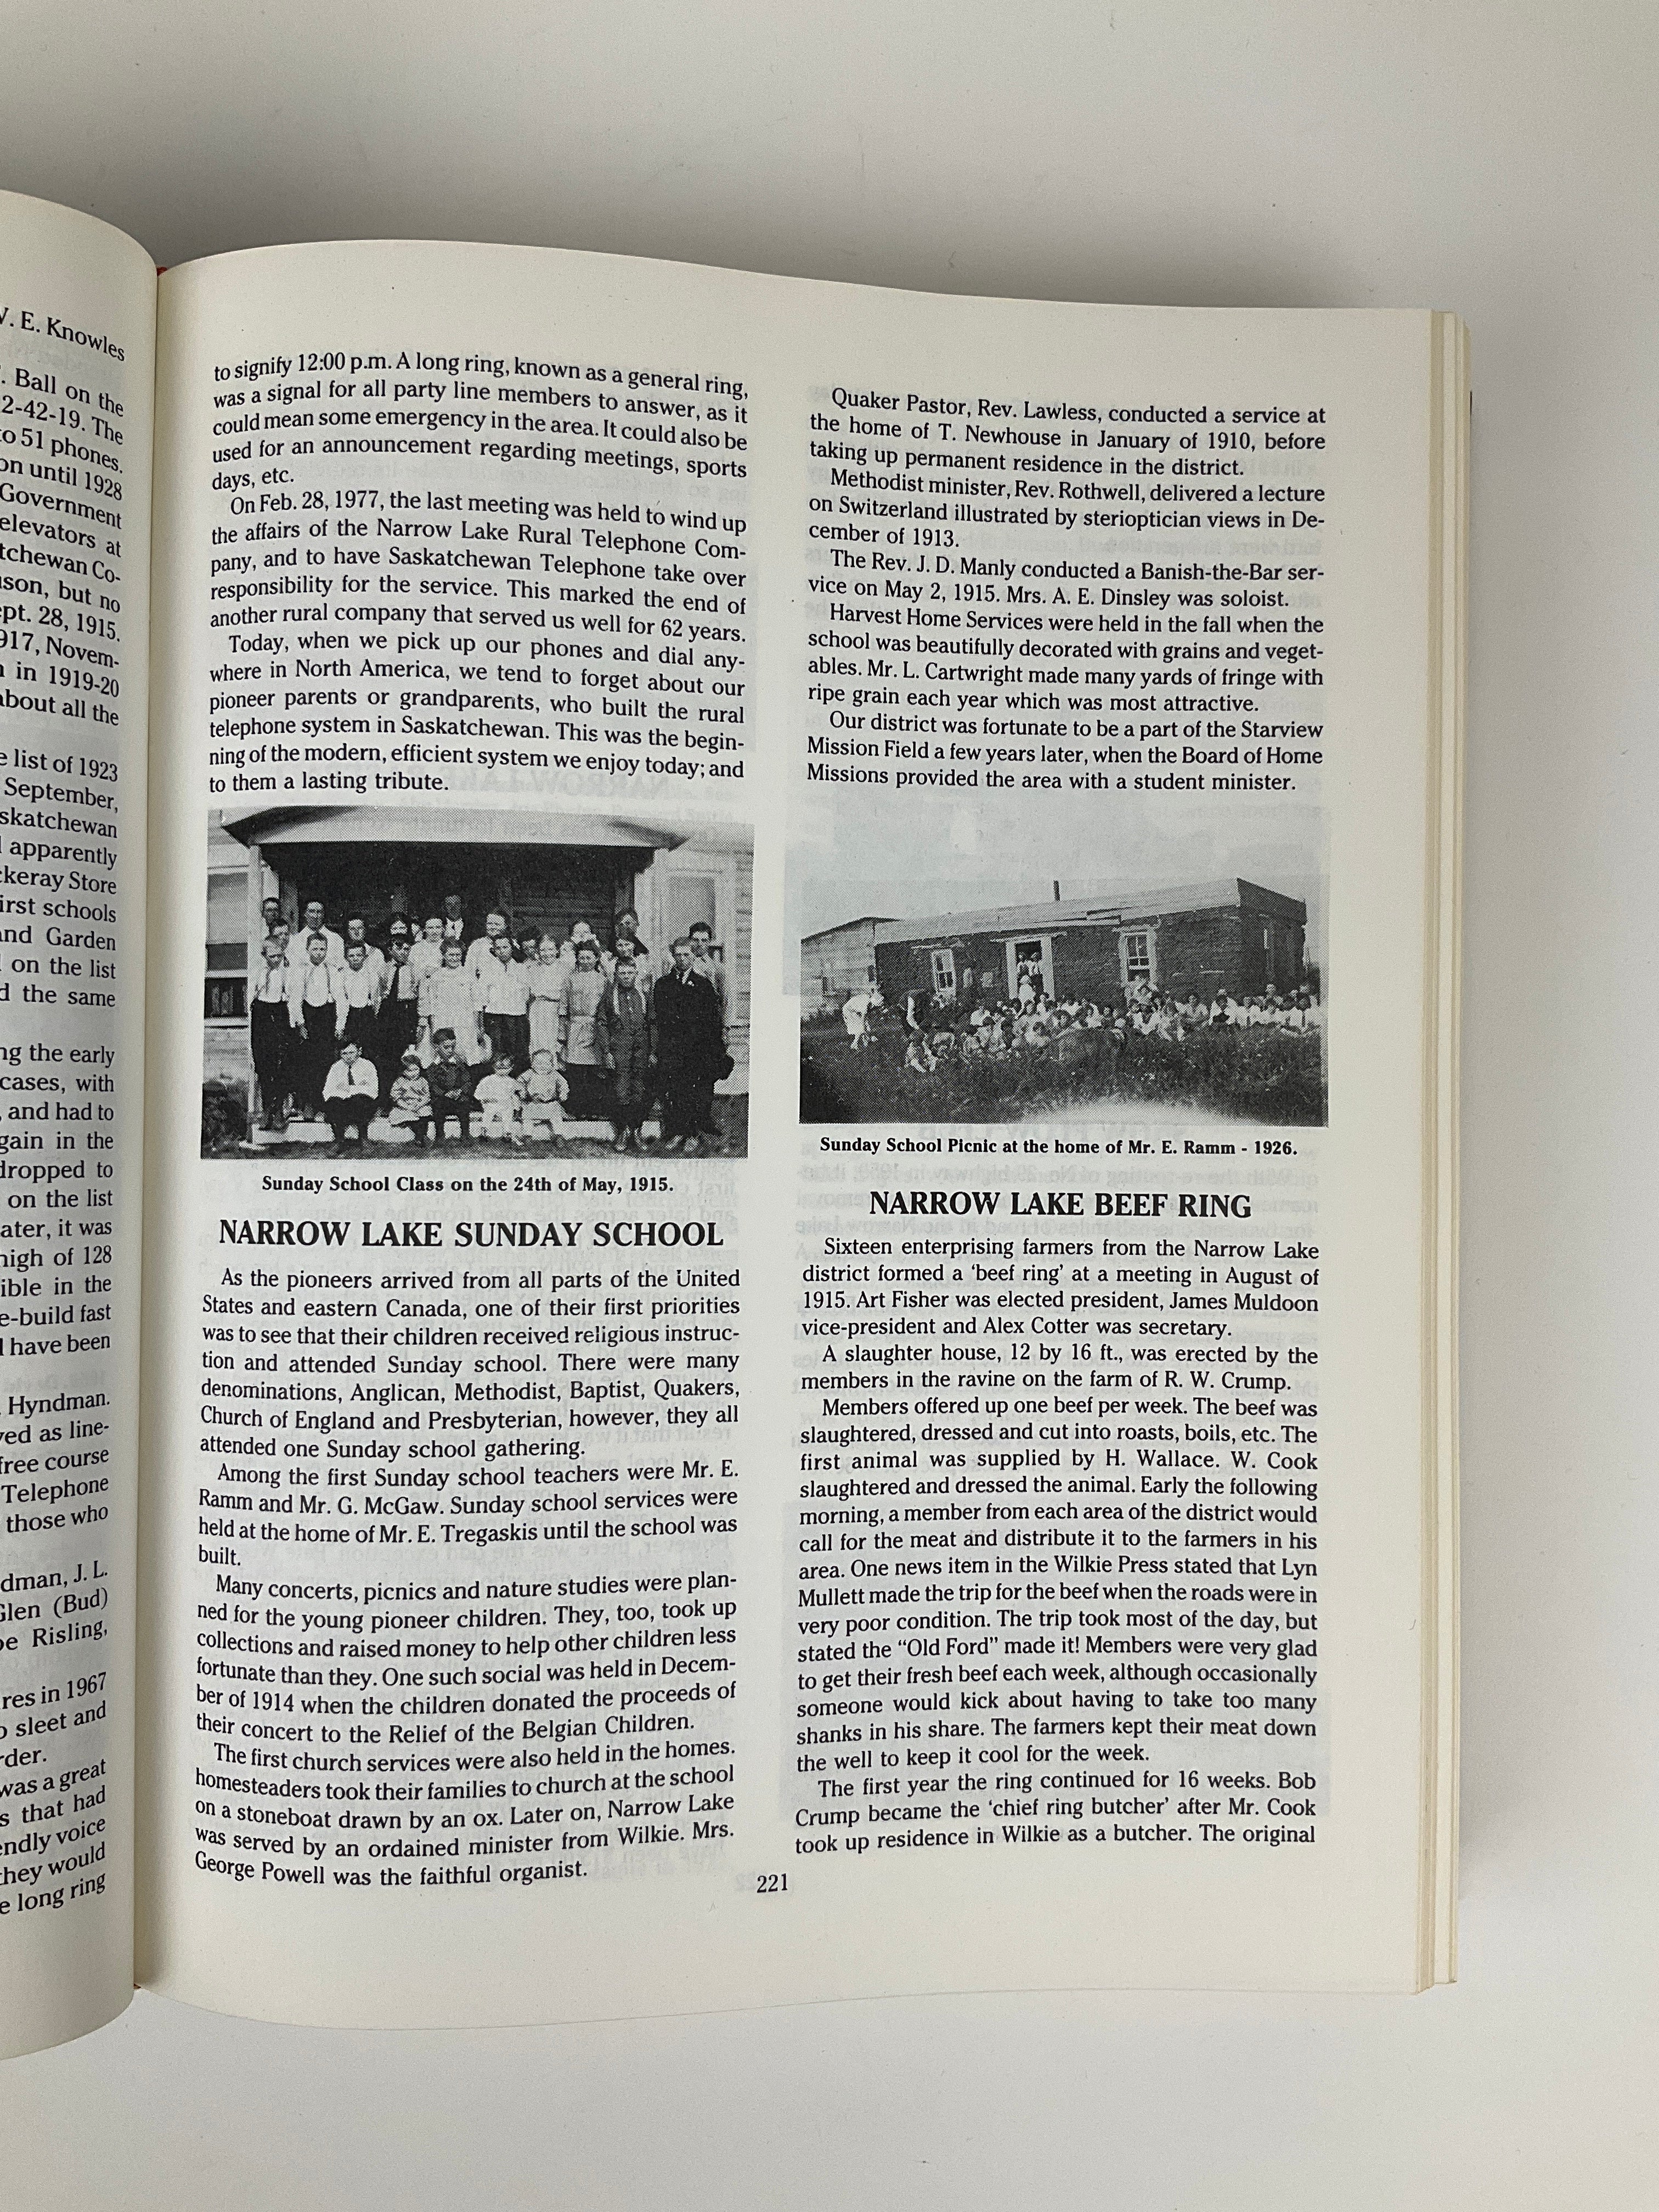 V. E. Knowles
. Ball on the
2-42-19. The
to 51 phones.
on until 1928
Government
elevators at
tchewan Co-
son, but no
pt. 28, 1915.
917, Novem-
in 1919-20
about all the
e list of 1923
September,
skatchewan
apparently
ckeray Store
irst schools
and Garden
on the list
d the same
ng the early
cases, with
, and had to
gain in the
dropped to
on the list
ater, it was
high of 128
ible in the
e-build fast
have been
. Hyndman.
ved as line-
free course
Telephone
those who
dman, J. L.
Glen (Bud)
oe Risling,
res in 1967
o sleet and
rder.
was a great
s that had
endly voice
they would
e long ring
to signify 12:00 p.m. A long ring, known as a general ring,
was a signal for all party line members to answer, as it
could mean some emergency in the area. It could also be
used for an announcement regarding meetings, sports
days, etc.
On Feb. 28, 1977, the last meeting was held to wind up
the affairs of the Narrow Lake Rural Telephone Com-
pany, and to have Saskatchewan Telephone take over
responsibility for the service. This marked the end of
another rural company that served us well for 62 years.
Today, when we pick up our phones and dial any-
where in North America, we tend to forget about our
pioneer parents or grandparents, who built the rural
telephone system in Saskatchewan. This was the begin-
ning of the modern, efficient system we enjoy today; and
to them a lasting tribute.
Sunday School Class on the 24th of May, 1915.
NARROW LAKE SUNDAY SCHOOL
As the pioneers arrived from all parts of the United
States and eastern Canada, one of their first priorities
was to see that their children received religious instruc-
tion and attended Sunday school. There were many
denominations, Anglican, Methodist, Baptist, Quakers,
Church of England and Presbyterian, however, they all
attended one Sunday school gathering.
Among the first Sunday school teachers were Mr. E.
Ramm and Mr. G. McGaw. Sunday school services were
held at the home of Mr. E. Tregaskis until the school was
built.
Many concerts, picnics and nature studies were plan-
ned for the young pioneer children. They, too, took up
collections and raised money to help other children less
fortunate than they. One such social was held in Decem-
ber of 1914 when the children donated the proceeds of
their concert to the Relief of the Belgian Children.
The first church services were also held in the homes.
homesteaders took their families to church at the school
on a stoneboat drawn by an ox. Later on, Narrow Lake
was served by an ordained minister from Wilkie. Mrs.
George Powell was the faithful organist.
Quaker Pastor, Rev. Lawless, conducted a service at
the home of T. Newhouse in January of 1910, before
taking up permanent residence in the district.
Methodist minister, Rev. Rothwell, delivered a lecture
on Switzerland illustrated by sterioptician views in De-
cember of 1913.
The Rev. J. D. Manly conducted a Banish-the-Bar ser-
vice on May 2, 1915. Mrs. A. E. Dinsley was soloist.
Harvest Home Services were held in the fall when the
school was beautifully decorated with grains and veget-
ables. Mr. L. Cartwright made many yards of fringe with
ripe grain each year which was most attractive.
Our district was fortunate to be a part of the Starview
Mission Field a few years later, when the Board of Home
Missions provided the area with a student minister.
Sunday School Picnic at the home of Mr. E. Ramm - 1926.
NARROW LAKE BEEF RING
Sixteen enterprising farmers from the Narrow Lake
district formed a 'beef ring' at a meeting in August of
1915. Art Fisher was elected president, James Muldoon
vice-president and Alex Cotter was secretary.
A slaughter house, 12 by 16 ft., was erected by the
members in the ravine on the farm of R. W. Crump.
Members offered up one beef per week. The beef was
slaughtered, dressed and cut into roasts, boils, etc. The
first animal was supplied by H. Wallace. W. Cook
slaughtered and dressed the animal. Early the following
morning, a member from each area of the district would
call for the meat and distribute it to the farmers in his
area. One news item in the Wilkie Press stated that Lyn
Mullett made the trip for the beef when the roads were in
very poor condition. The trip took most of the day, but
stated the "Old Ford" made it! Members were very glad
to get their fresh beef each week, although occasionally
someone would kick about having to take too many
shanks in his share. The farmers kept their meat down
the well to keep it cool for the week.
The first year the ring continued for 16 weeks. Bob
Crump became the 'chief ring butcher' after Mr. Cook
took up residence in Wilkie as a butcher. The original
221